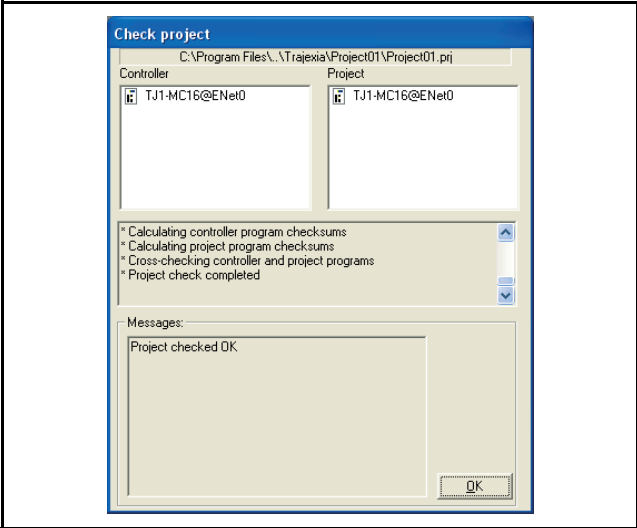 Check project
C:\Program Files\..\Trajexia\Project01\Project01.prj
Controller Project
TJ1-MC16@ENet0 TJ1-MC16@ENet0
* Calculating controller program checksums
* Calculating project program checksums
* Cross-checking controller and project programs
* Project check completed
Messages:
Project checked OK
OK